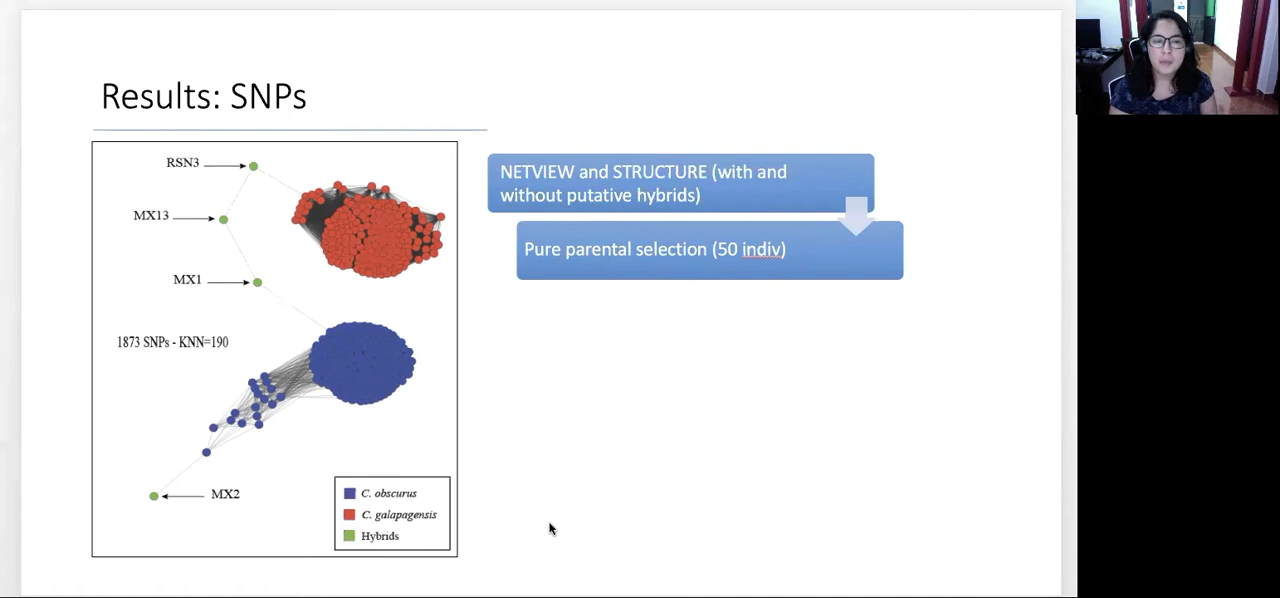 Results: SNPs
RSN3
MX13
MX1
1873 SNPs - KNN=190
MX2
C. obscurus
C. galapagensis
Hybrids
NETVIEW and STRUCTURE (with and
without putative hybrids)
Pure parental selection (50 indiv)